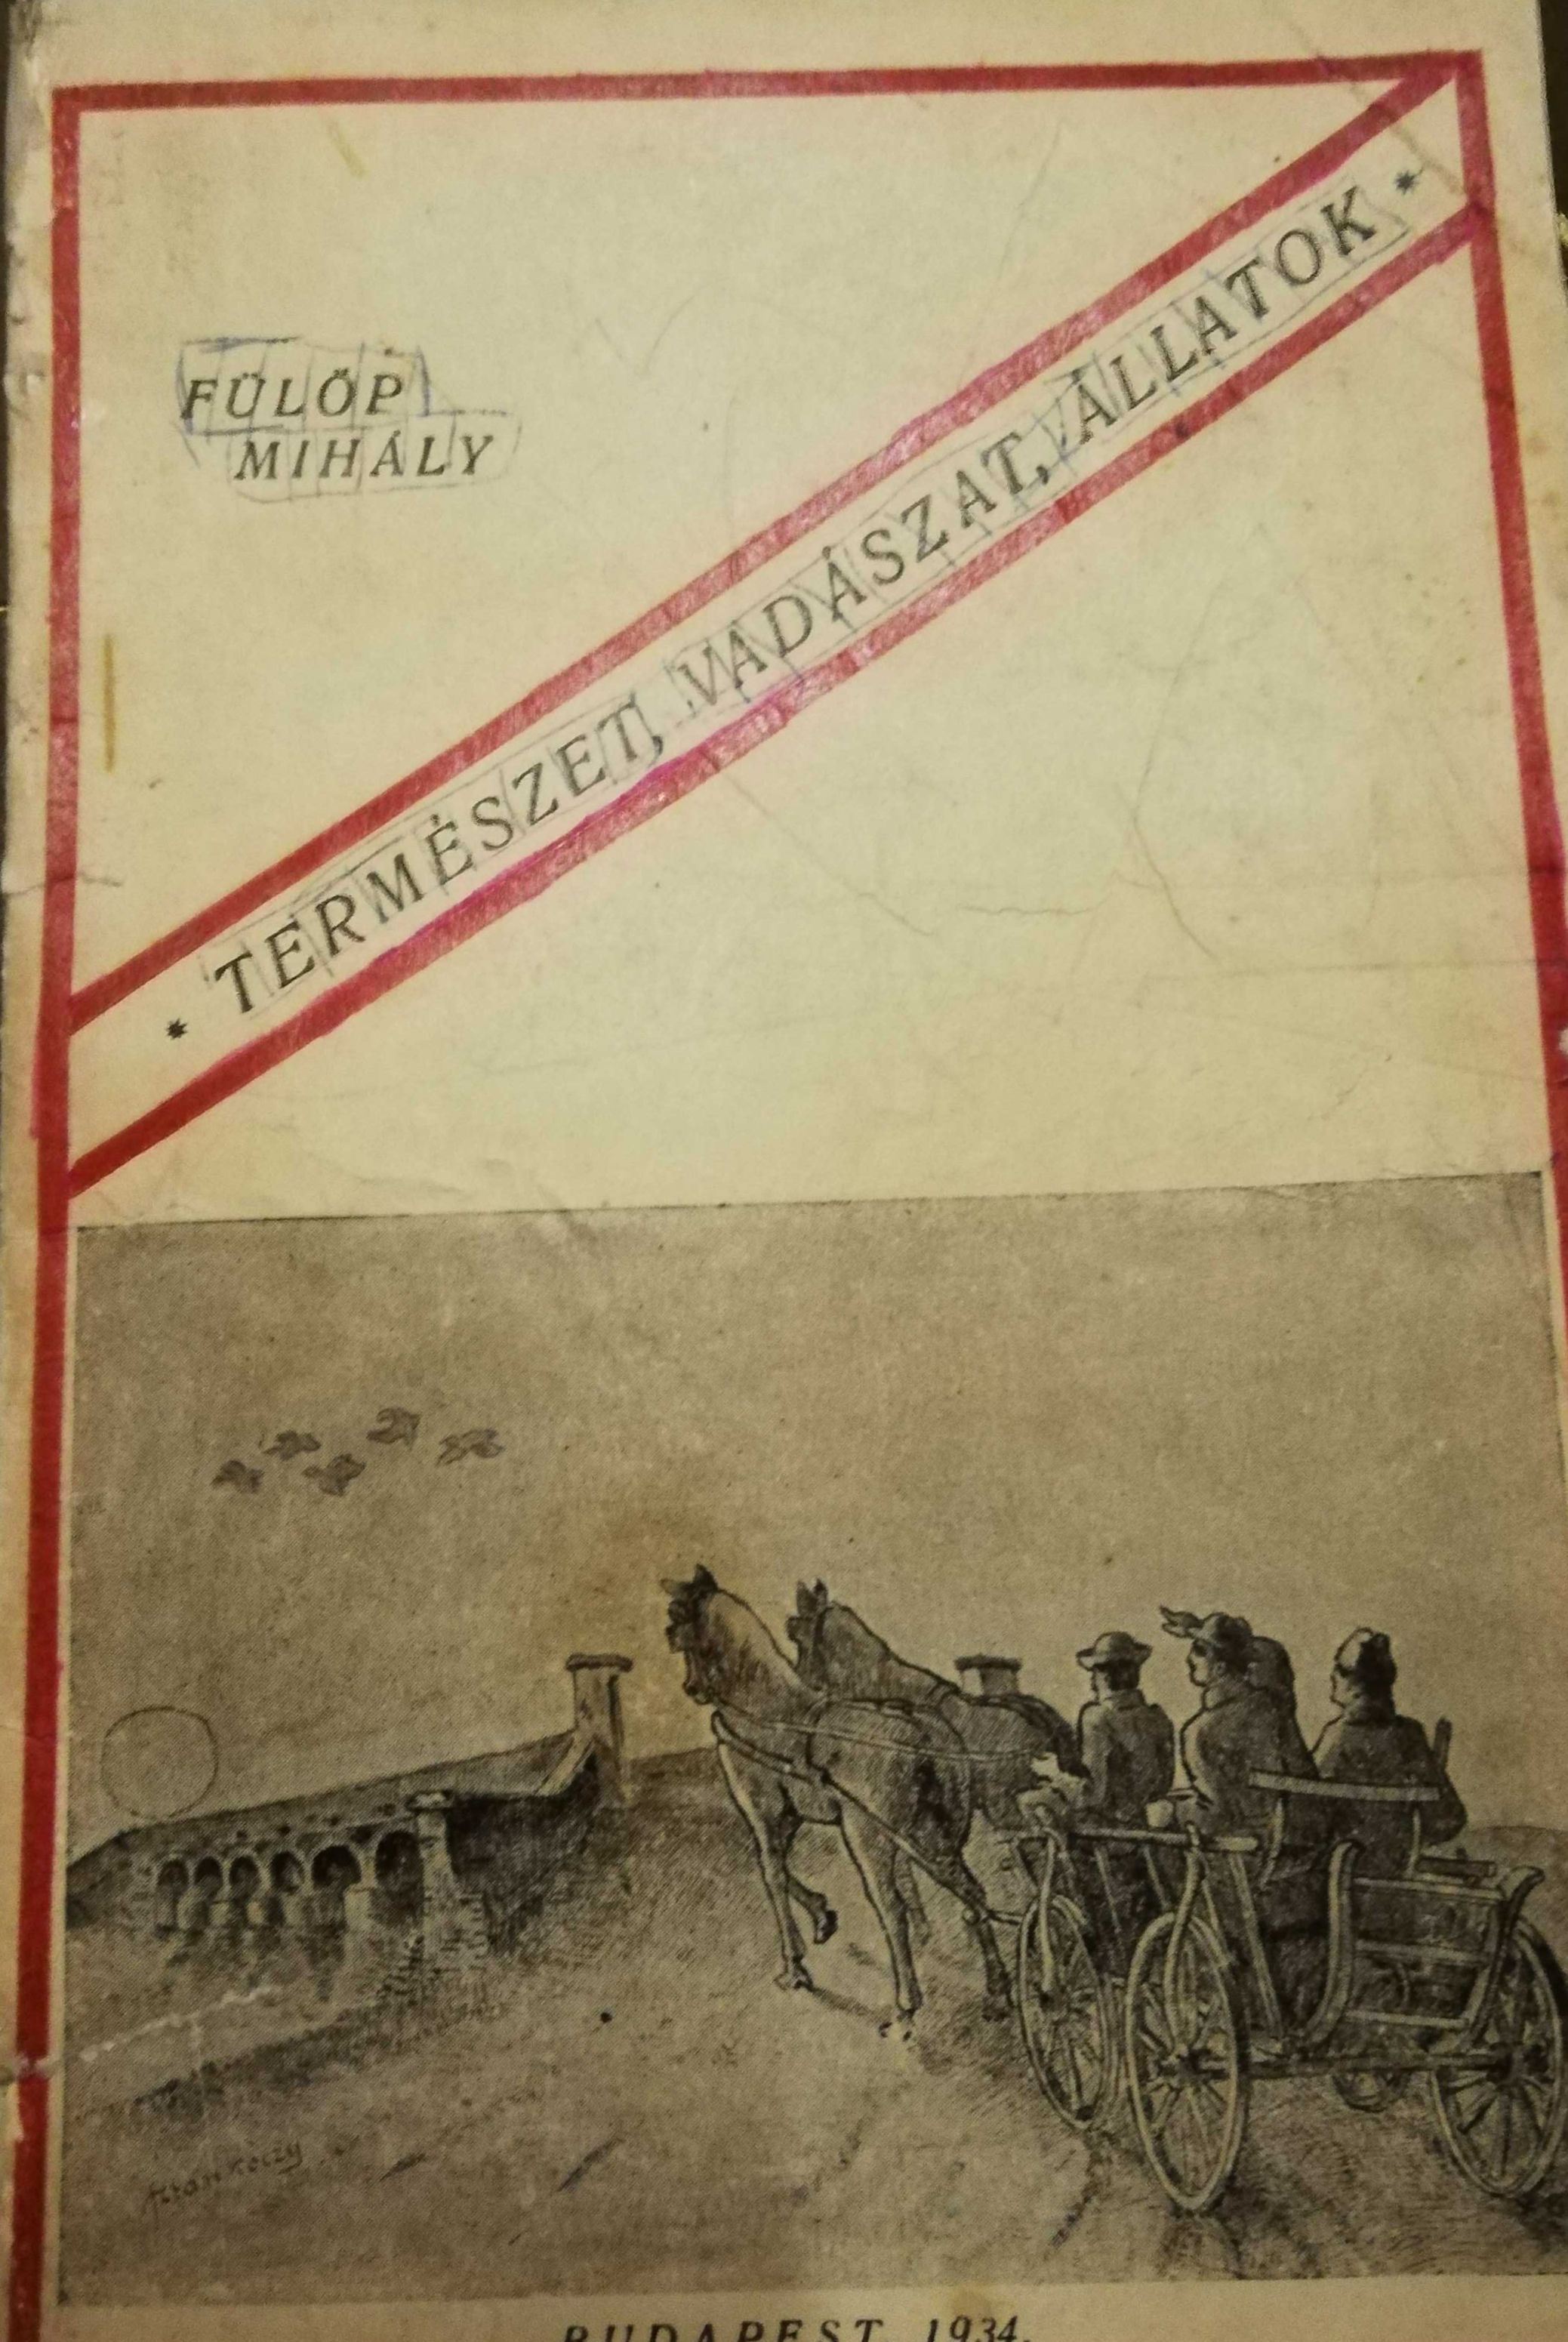 FÜLÖP
MIHÁLY
* TERMÉSZET, VADÁSZAT, ÁLLATOK *
BUDAPEST, 1934.